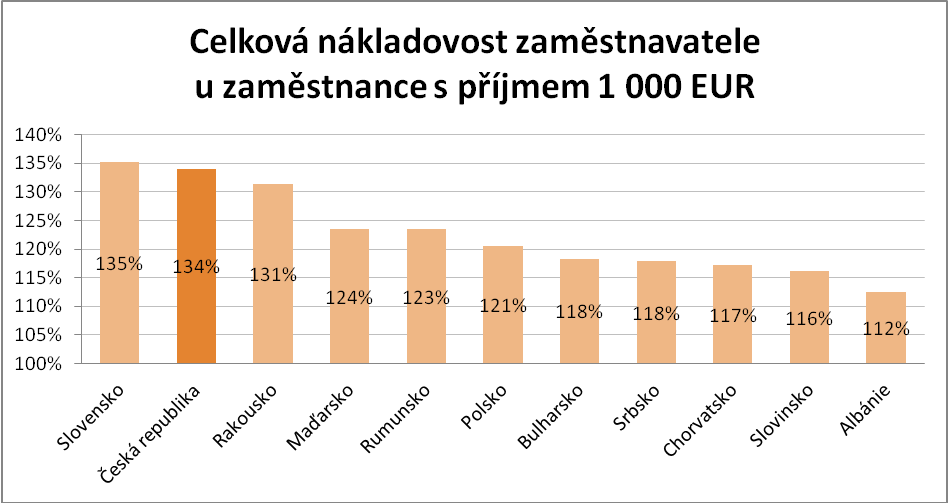 Celková nákladovost zaměstnavatele
u zaměstnance s příjmem 1 000 EUR
140%
135%
130%
125%
120%
115%
110%
105%
100%
135%
134%
131%
124%
123%
121%
118%
118%
117%
116%
112%
Slovensko
Česká republika
Rakousko
Maďarsko
Rumunsko
Polsko
Bulharsko
Srbsko
Chorvatsko
Slovinsko
Albánie